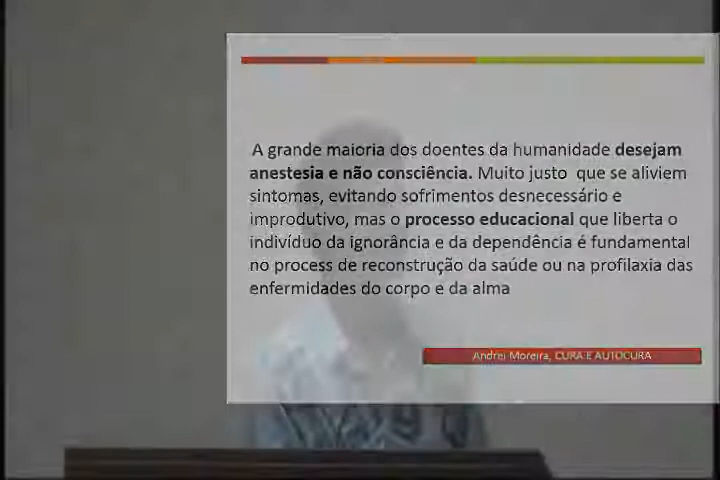 A grande maioria dos doentes da humanidade desejam
anestesia e não consciência. Muito justo que se aliviem
sintomas, evitando sofrimentos desnecessário e
improdutivo, mas o processo educacional que liberta o
indivíduo da ignorância e da dependência é fundamental
no process de reconstrução da saúde ou na profilaxia das
enfermidades do corpo e da alma
Andrei Moreira, CURA E AUTOCURA